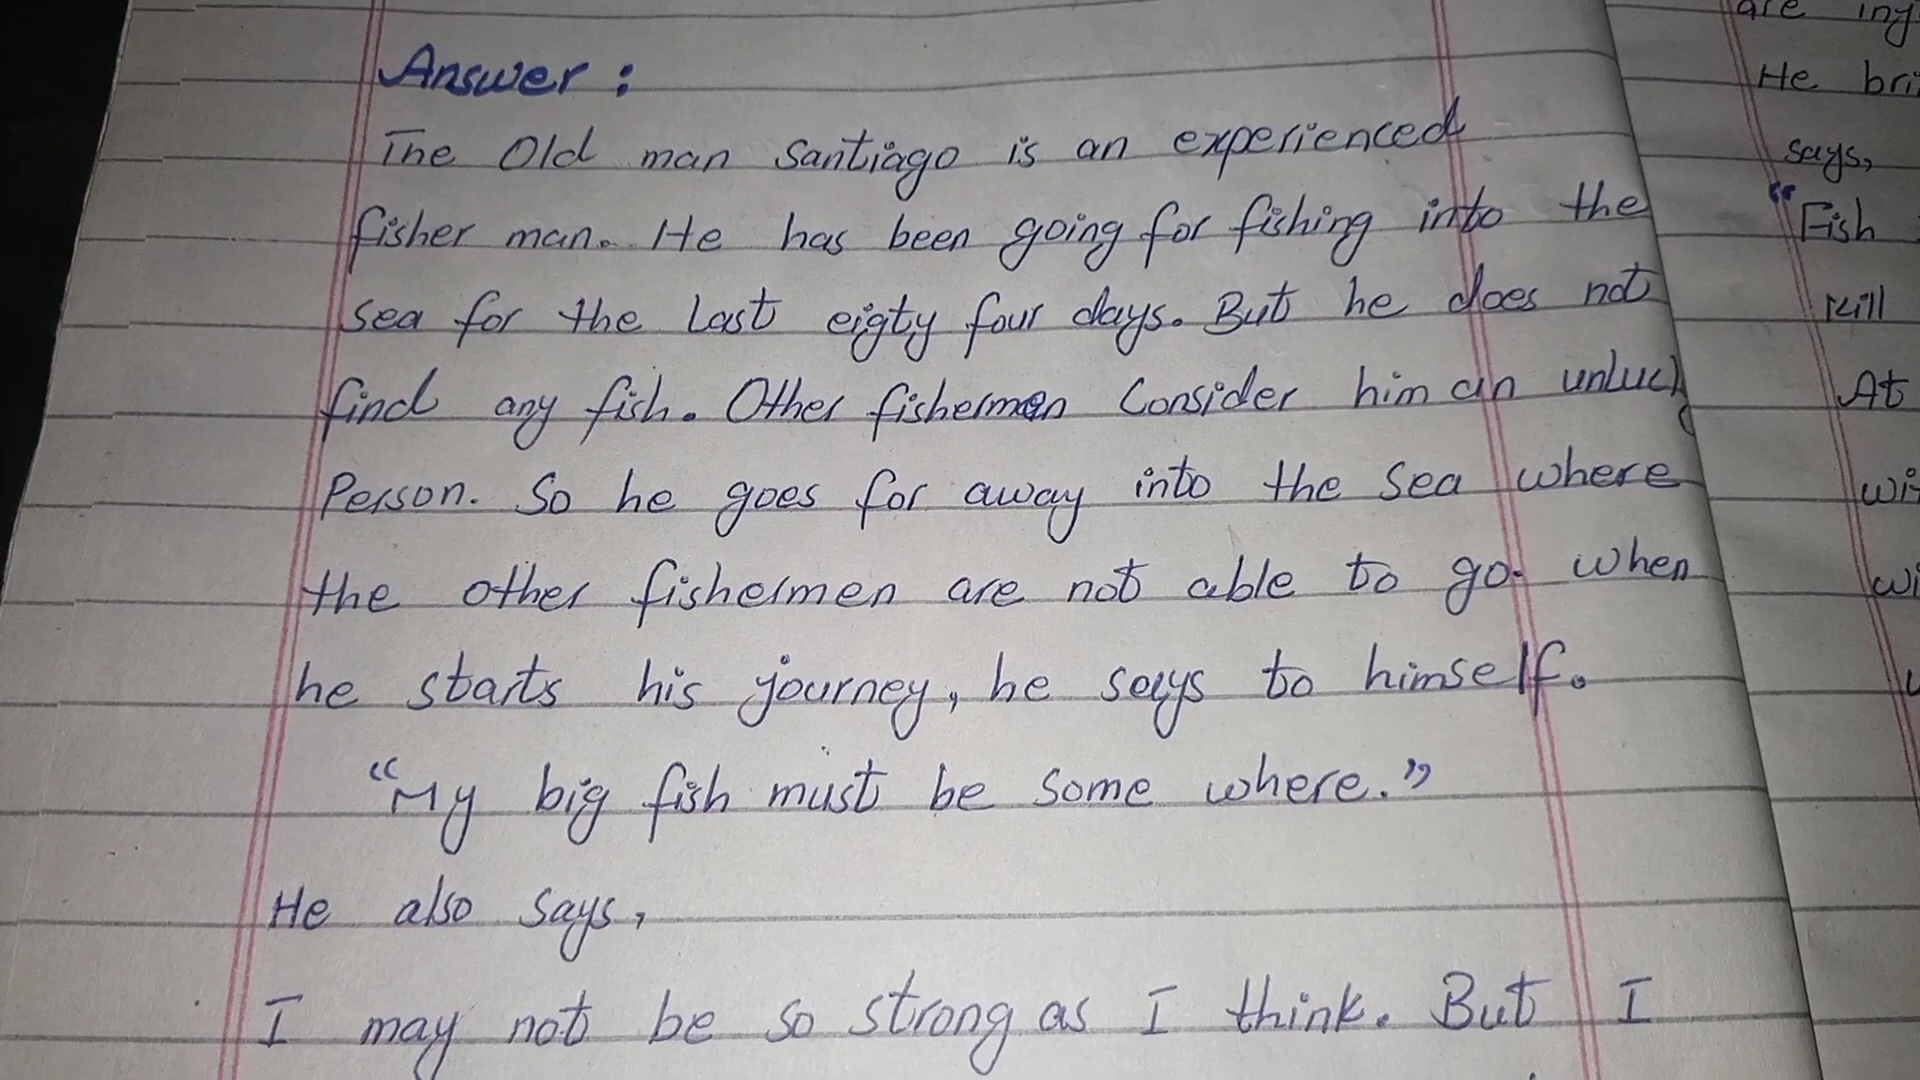 Answer :
The Old man Santiago is an experienced
fisher man. He has been going for fishing into the
sea for the last eigty four days. But he does not
find any fish. Other fishermen Consider him an unlucky
Person. So he goes for away into the sea where
the other fishermen are not able to go. when
he starts his journey, he says to himself.
"My big fish must be some where."
He also says,
I may not be so strong as I think. But I
are
He
says,
"Fish
kill
At